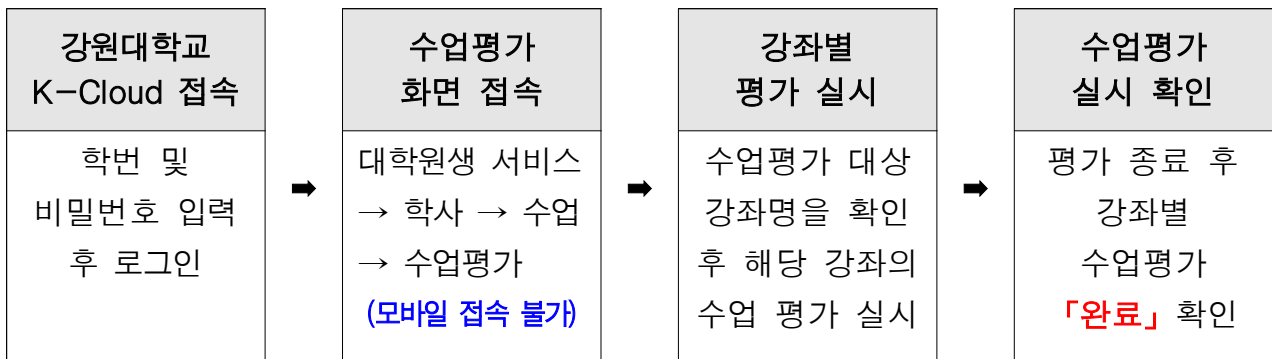 강원대학교
K-Cloud 접속
학번 및
비밀번호 입력
후 로그인
➡
수업평가
화면 접속
대학원생 서비스
→ 학사 → 수업
→ 수업평가
(모바일 접속 불가)
➡
강좌별
평가 실시
수업평가 대상
강좌명을 확인
후 해당 강좌의
수업 평가 실시
➡
수업평가
실시 확인
평가 종료 후
강좌별
수업평가
「완료」확인